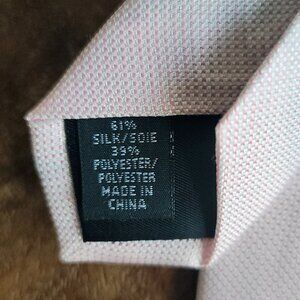 61%
SILK/SOIE
39%
POLYESTER/
POLYESTER
MADE IN
CHINA